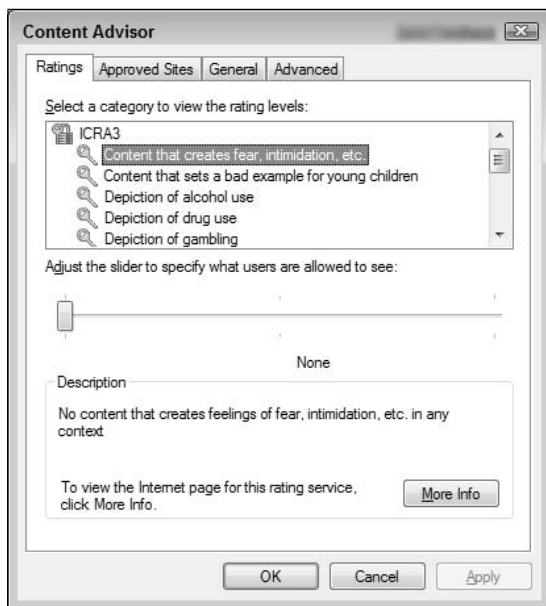 Content Advisor
Ratings Approved Sites General Advanced
Select a category to view the rating levels:
ICRA3
Content that creates fear, intimidation, etc.
Content that sets a bad example for young children
Depiction of alcohol use
Depiction of drug use
Depiction of gambling
Adjust the slider to specify what users are allowed to see:
None
Description
No content that creates feelings of fear, intimidation, etc. in any
context
To view the Internet page for this rating service,
click More Info.
More Info
OK Cancel Apply